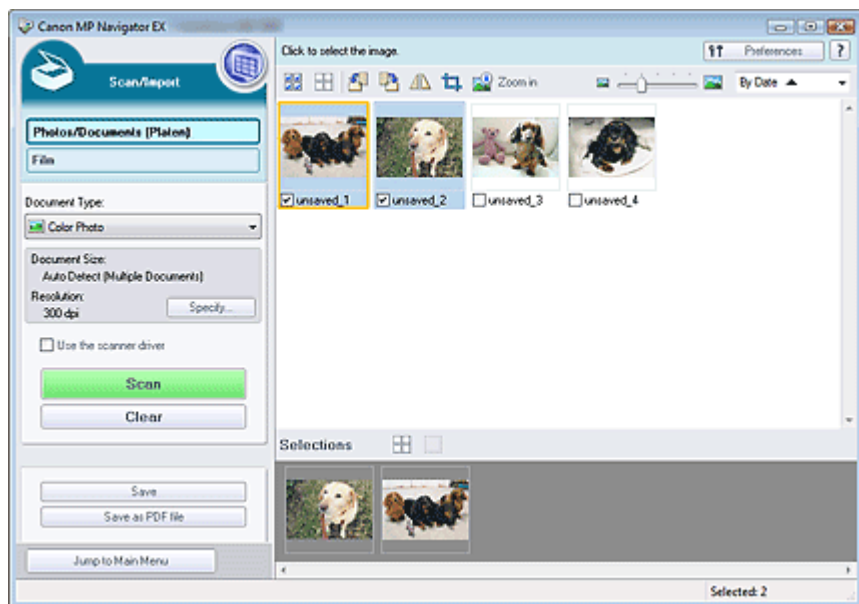 Canon MP Navigator EX
Scan/Import
Click to select the image.
Preferences
?
Zoom in
By Date
Photos/Documents (Platen)
Film
Document Type:
Color Photo
Document Size:
Auto Detect (Multiple Documents)
Resolution:
300 dpi
Specify...
Use the scanner driver
Scan
Clear
Save
Save as PDF file
Jump to Main Menu
unsaved_1
unsaved_2
unsaved_3
unsaved_4
Selections
Selected: 2